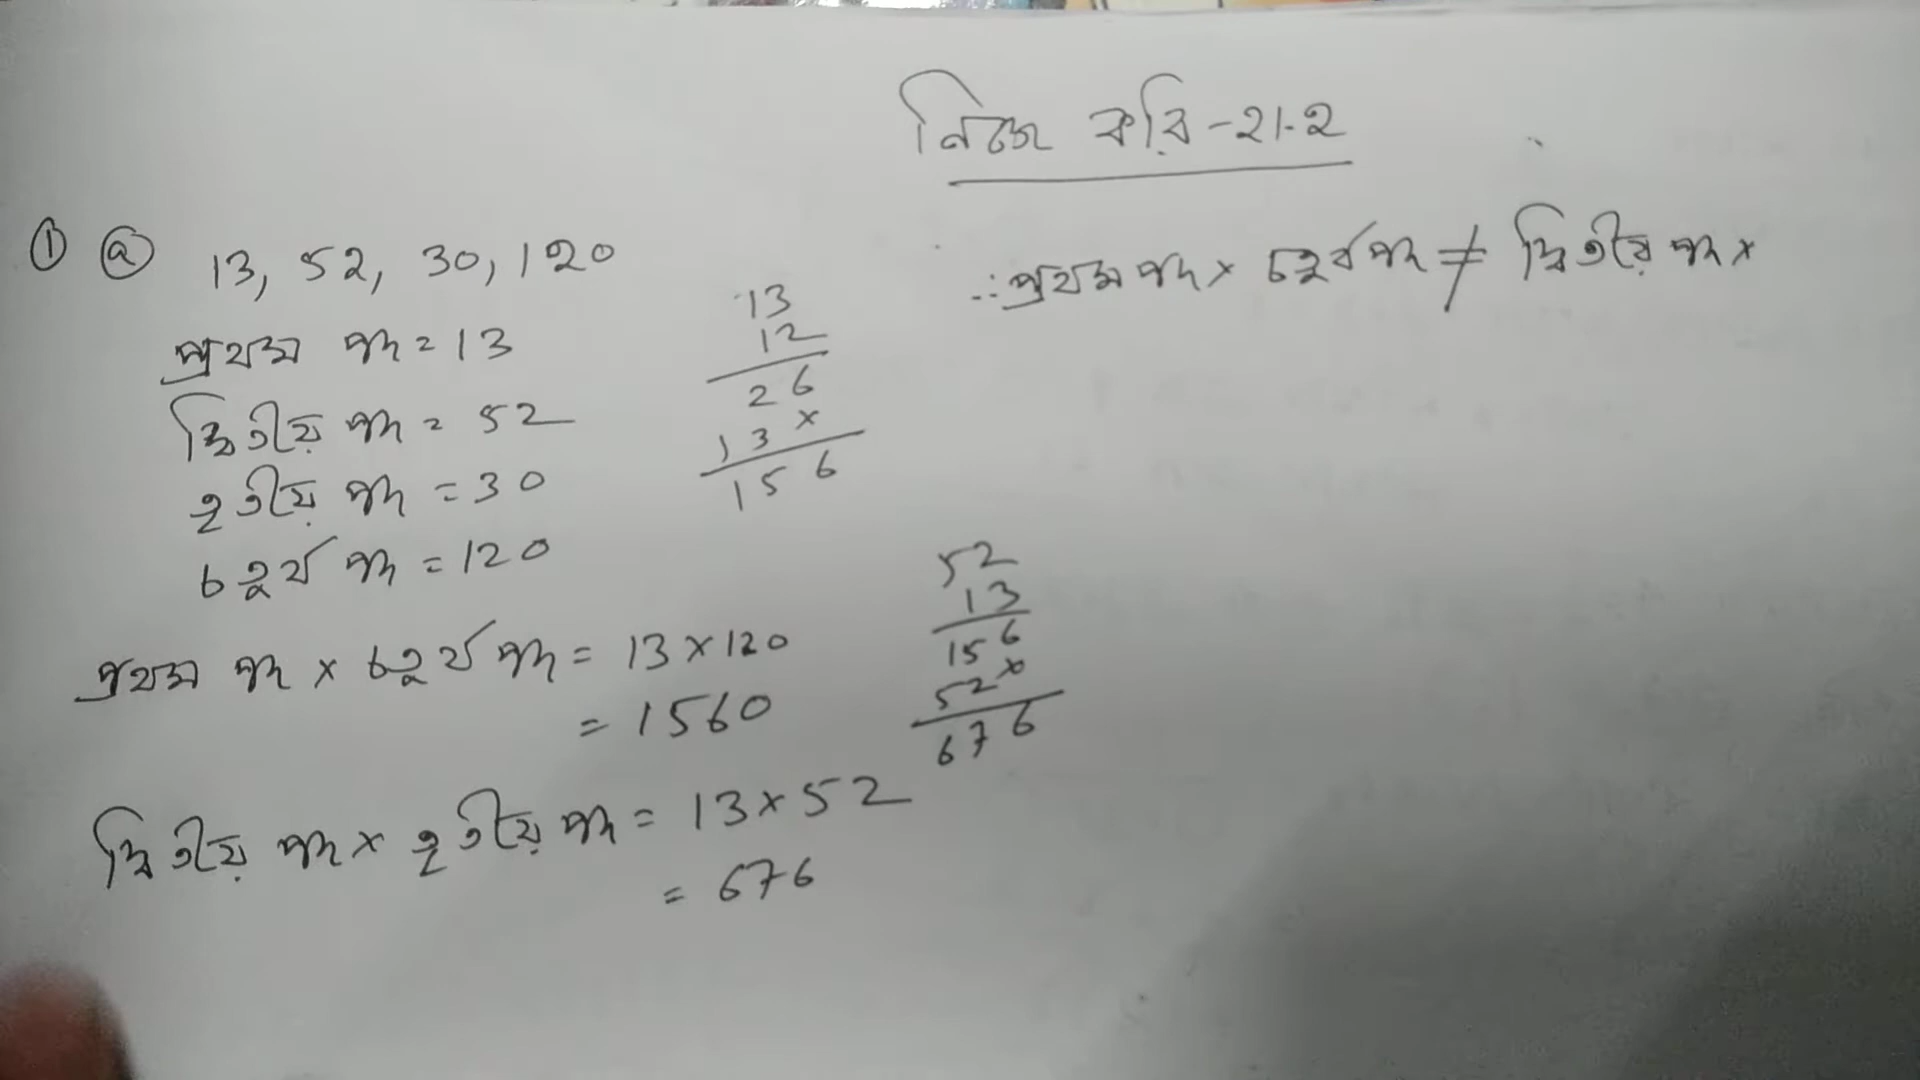 নিজে করি-21.2
① ⓐ 13, 52, 30, 120
প্রথম পদ = 13
দ্বিতীয় পদ = 52
তৃতীয় পদ = 30
চতুর্থ পদ = 120
প্রথম পদ × চতুর্থ পদ = 13 × 120
= 1560
দ্বিতীয় পদ × তৃতীয় পদ = 13 × 52
= 676
13
12
26
13×
156
52
13
156
52×
676
∴ প্রথম পদ × চতুর্থ পদ ≠ দ্বিতীয় পদ ×